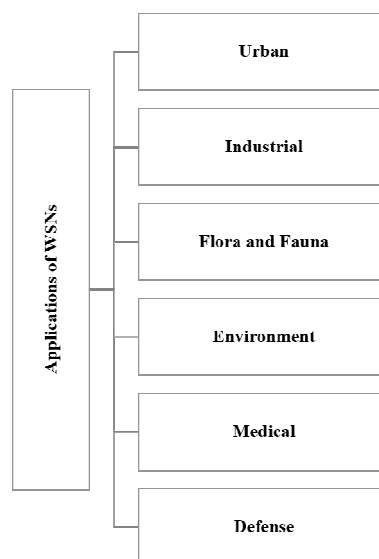 Applications of WSNs
Urban
Industrial
Flora and Fauna
Environment
Medical
Defense